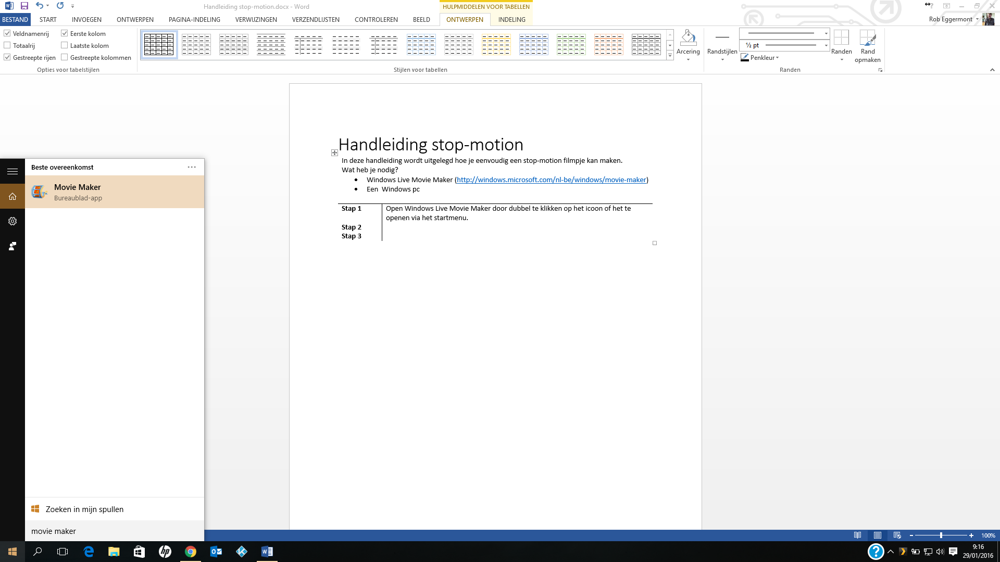 Handleiding stop-motion.docx - Word
HULPMIDDELEN VOOR TABELLEN
BESTAND START INVOEGEN ONTWERPEN PAGINA-INDELING VERWIJZINGEN VERZENDLIJSTEN CONTROLEREN BEELD ONTWERPEN INDELING
Rob Eggermont
Veldnamenrij Eerste kolom
Totaalrij Laatste kolom
Gestreepte rijen Gestreepte kolommen
Opties voor tabelstijlen
Stijlen voor tabellen
Arcering
Randstijlen
½ pt
Penkleur
Randen
Rand
opmaken
Randen
Handleiding stop-motion
In deze handleiding wordt uitgelegd hoe je eenvoudig een stop-motion filmpje kan maken.
Wat heb je nodig?
• Windows Live Movie Maker (http://windows.microsoft.com/nl-be/windows/movie-maker)
• Een  Windows pc
Stap 1 Open Windows Live Movie Maker door dubbel te klikken op het icoon of het te
openen via het startmenu.
Stap 2
Stap 3
Beste overeenkomst
Movie Maker
Bureaublad-app
Zoeken in mijn spullen
movie maker
100%
9:16
29/01/2016